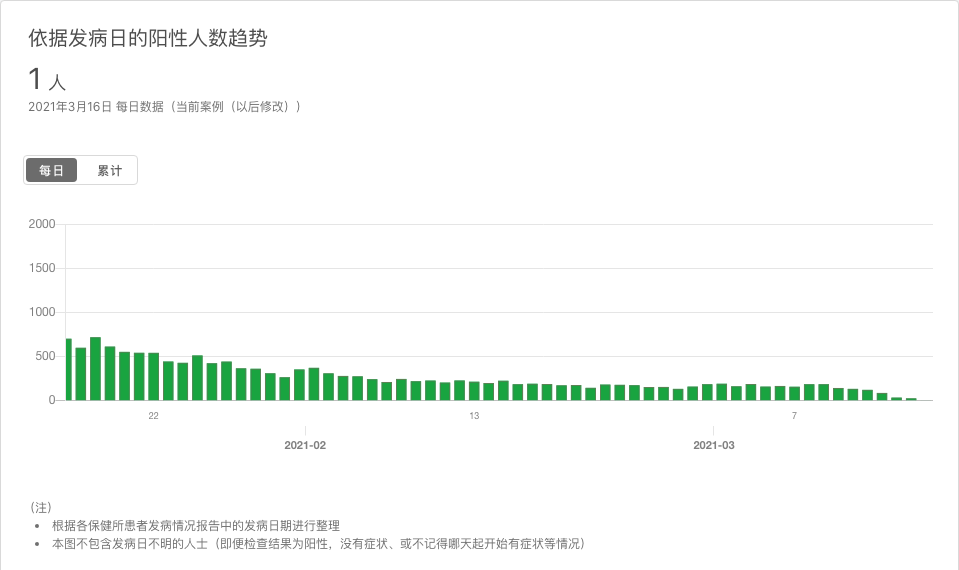 依据发病日的阳性人数趋势
1 人
2021年3月16日 每日数据（当前案例（以后修改））
每日 累计
2000
1500
1000
500
0
22 13 7
2021-02 2021-03
（注）
• 根据各保健所患者发病情况报告中的发病日期进行整理
• 本图不包含发病日不明的人士（即便检查结果为阳性，没有症状、或不记得哪天起开始有症状等情况）